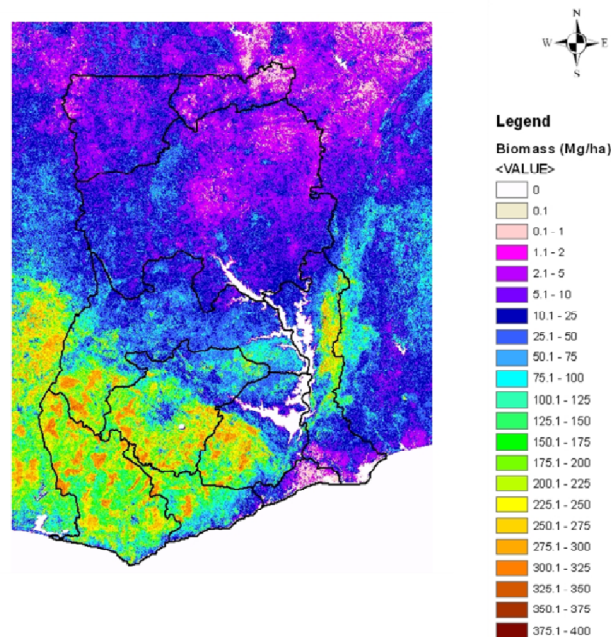 N
W E
S
Legend
Biomass (Mg/ha)
<VALUE>
0
0.1
0.1 - 1
1.1 - 2
2.1 - 5
5.1 - 10
10.1 - 25
25.1 - 50
50.1 - 75
75.1 - 100
100.1 - 125
125.1 - 150
150.1 - 175
175.1 - 200
200.1 - 225
225.1 - 250
250.1 - 275
275.1 - 300
300.1 - 325
325.1 - 350
350.1 - 375
375.1 - 400